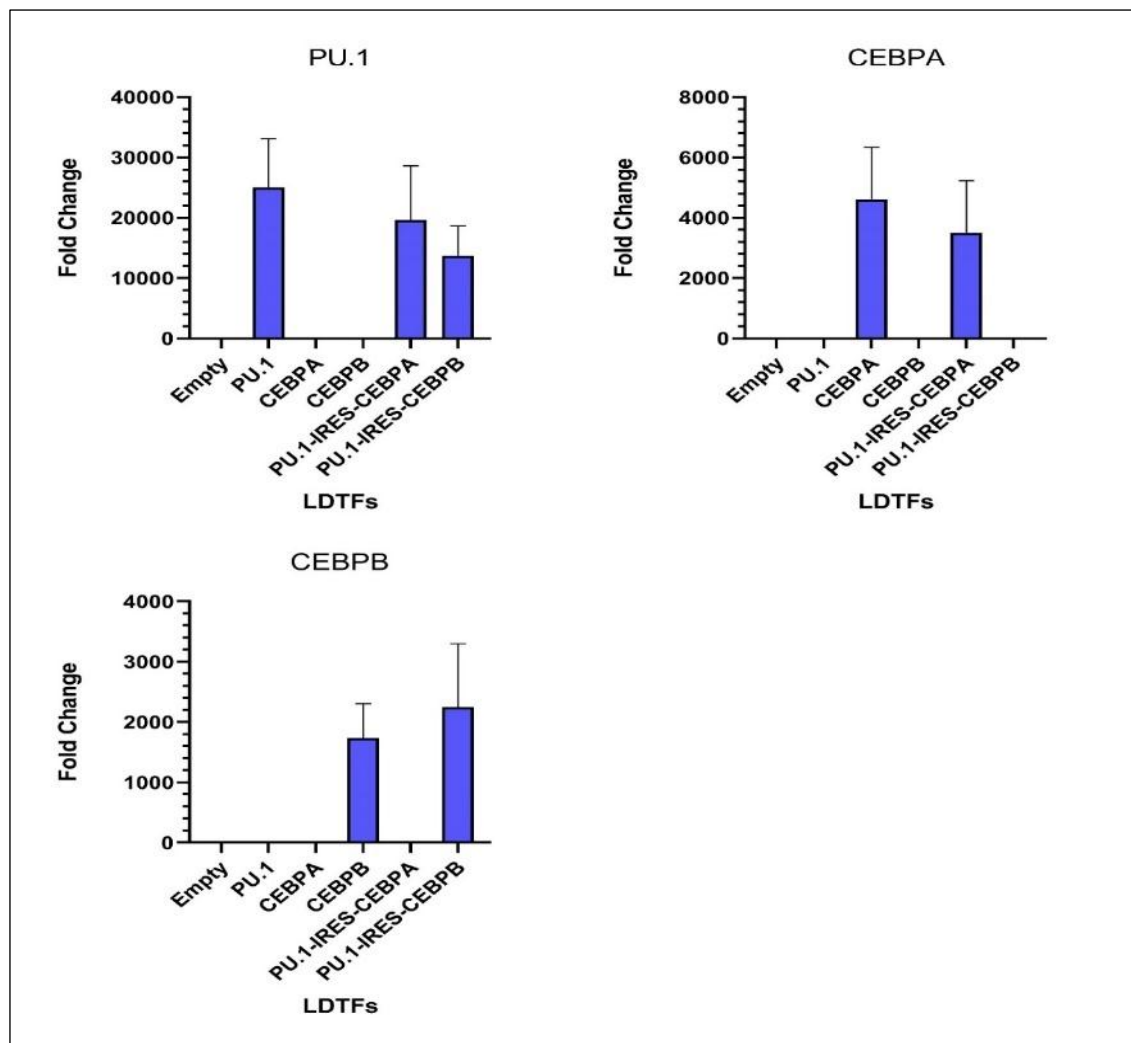 PU.1
Fold Change
40000
30000
20000
10000
0
Empty
PU.1
CEBPA
CEBPB
PU.1-IRES-CEBPA
PU.1-IRES-CEBPB
LDTFs
CEBPA
Fold Change
8000
6000
4000
2000
0
Empty
PU.1
CEBPA
CEBPB
PU.1-IRES-CEBPA
PU.1-IRES-CEBPB
LDTFs
CEBPB
Fold Change
4000
3000
2000
1000
0
Empty
PU.1
CEBPA
CEBPB
PU.1-IRES-CEBPA
PU.1-IRES-CEBPB
LDTFs